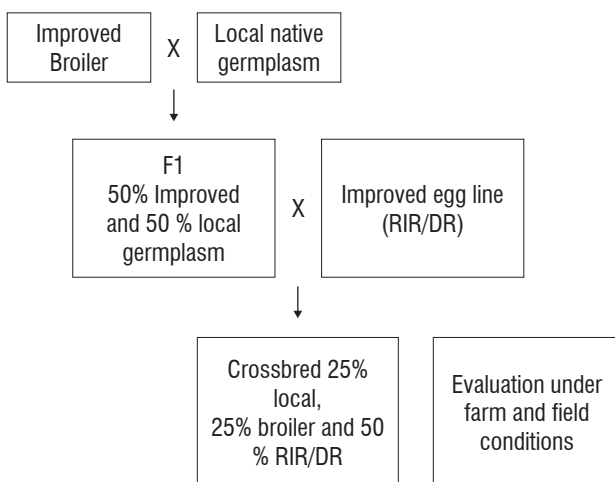 Improved
Broiler
X
Local native
germplasm
F1
50% Improved
and 50 % local
germplasm
X
Improved egg line
(RIR/DR)
Crossbred 25%
local,
25% broiler and 50
% RIR/DR
Evaluation under
farm and field
conditions